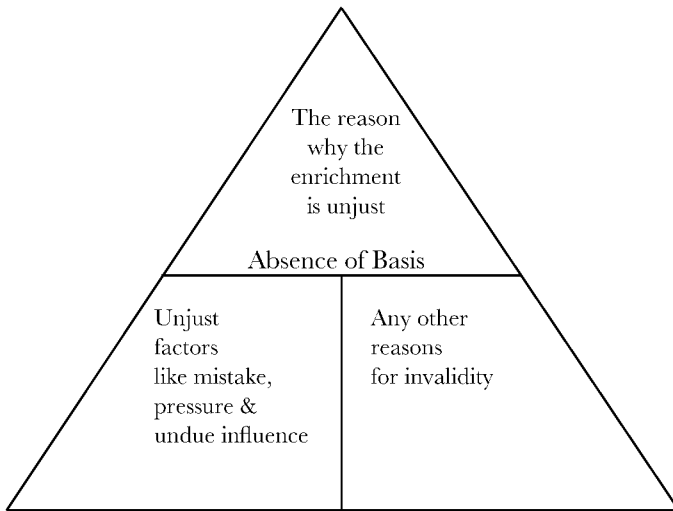 The reason
why the
enrichment
is unjust
Absence of Basis
Unjust
factors
like mistake,
pressure &
undue influence
Any other
reasons
for invalidity